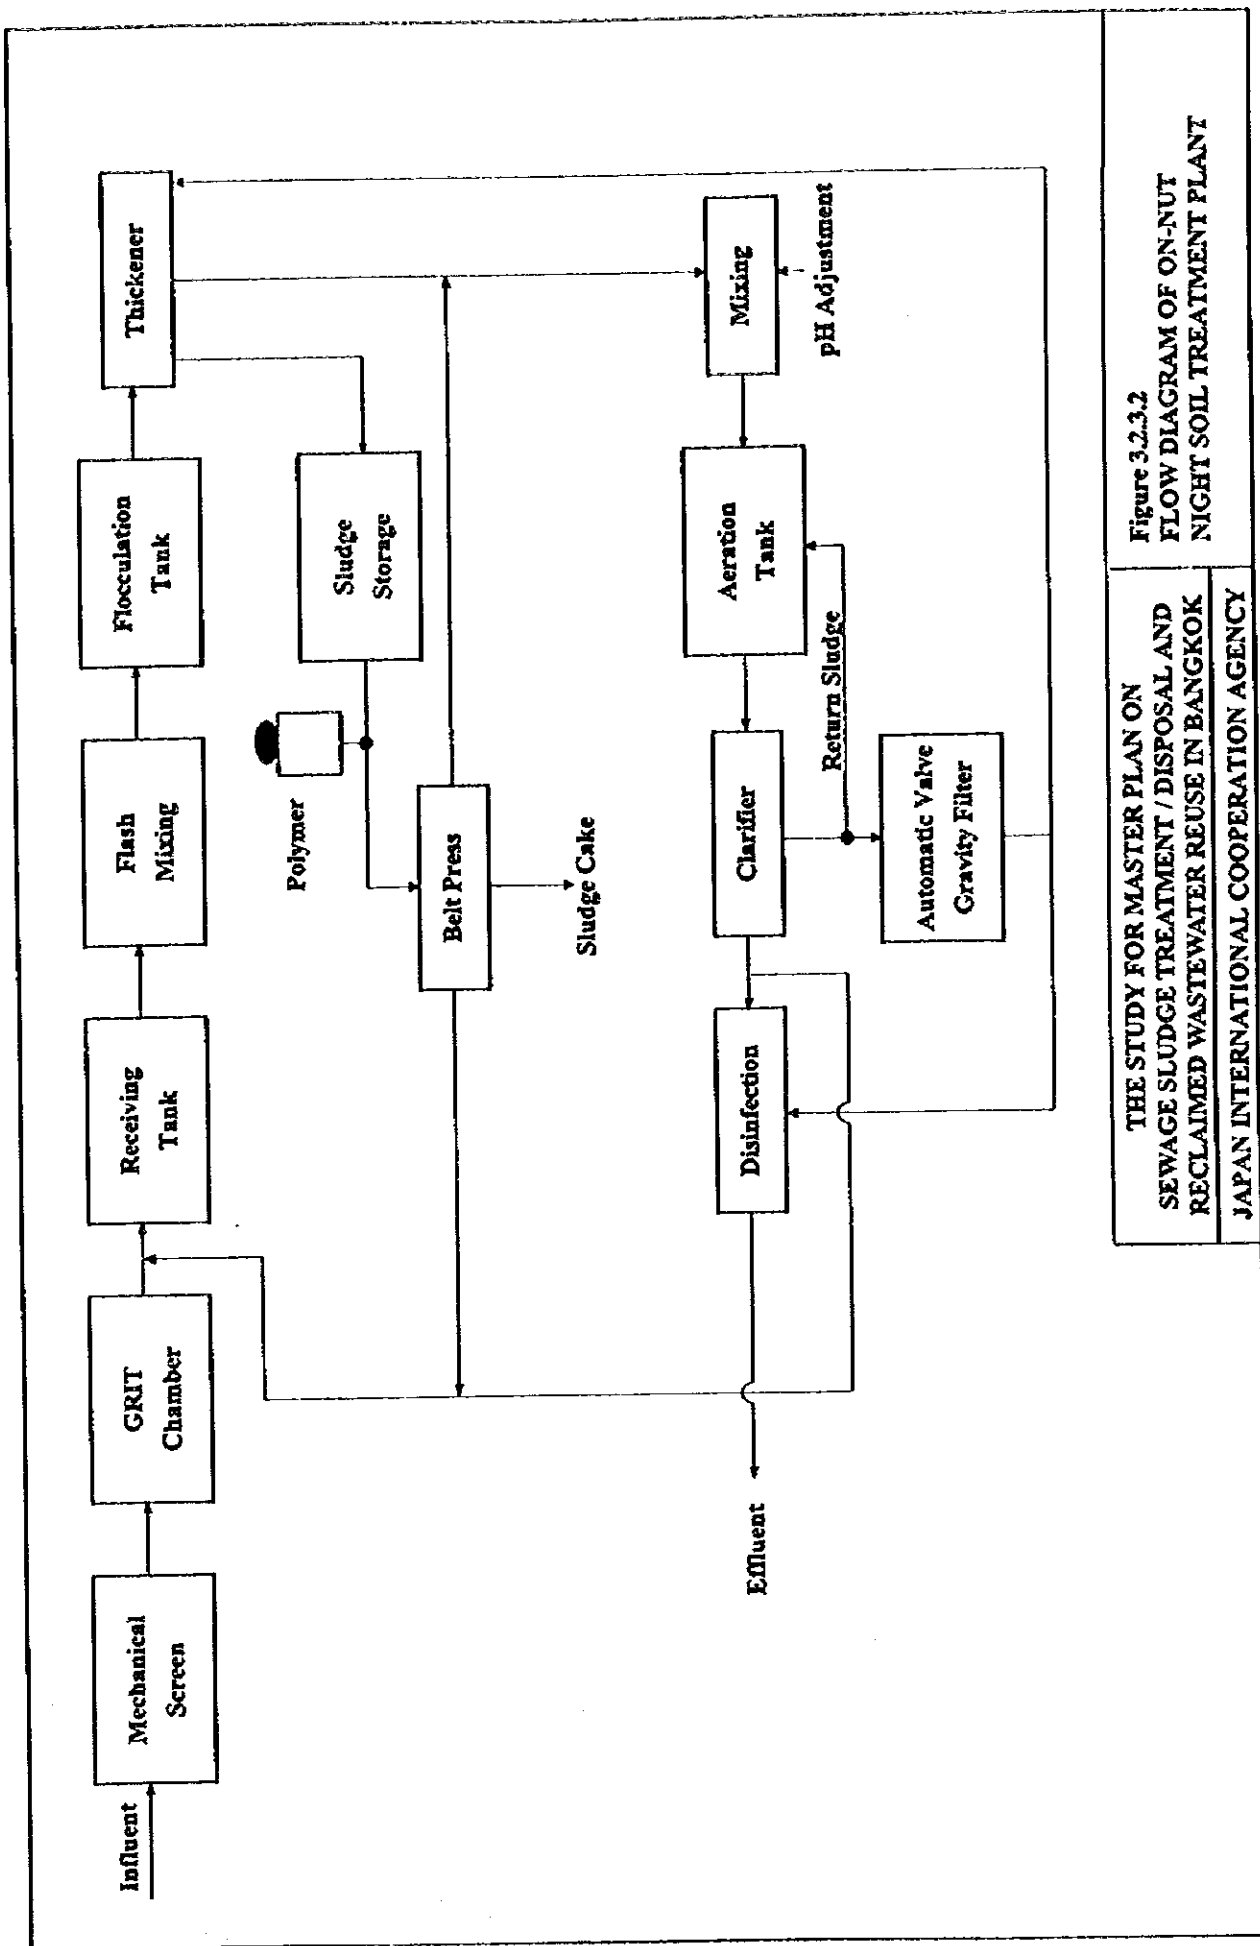 Influent
Mechanical
Screen
GRIT
Chamber
Receiving
Tank
Flash
Mixing
Flocculation
Tank
Thickener
Sludge
Storage
Polymer
Belt Press
Sludge Cake
Mixing
pH Adjustment
Aeration
Tank
Return Sludge
Clarifier
Automatic Valve
Gravity Filter
Disinfection
Effluent
THE STUDY FOR MASTER PLAN ON
SEWAGE SLUDGE TREATMENT / DISPOSAL AND
RECLAIMED WASTEWATER REUSE IN BANGKOK
JAPAN INTERNATIONAL COOPERATION AGENCY
Figure 3.2.3.2
FLOW DIAGRAM OF ON-NUT
NIGHT SOIL TREATMENT PLANT